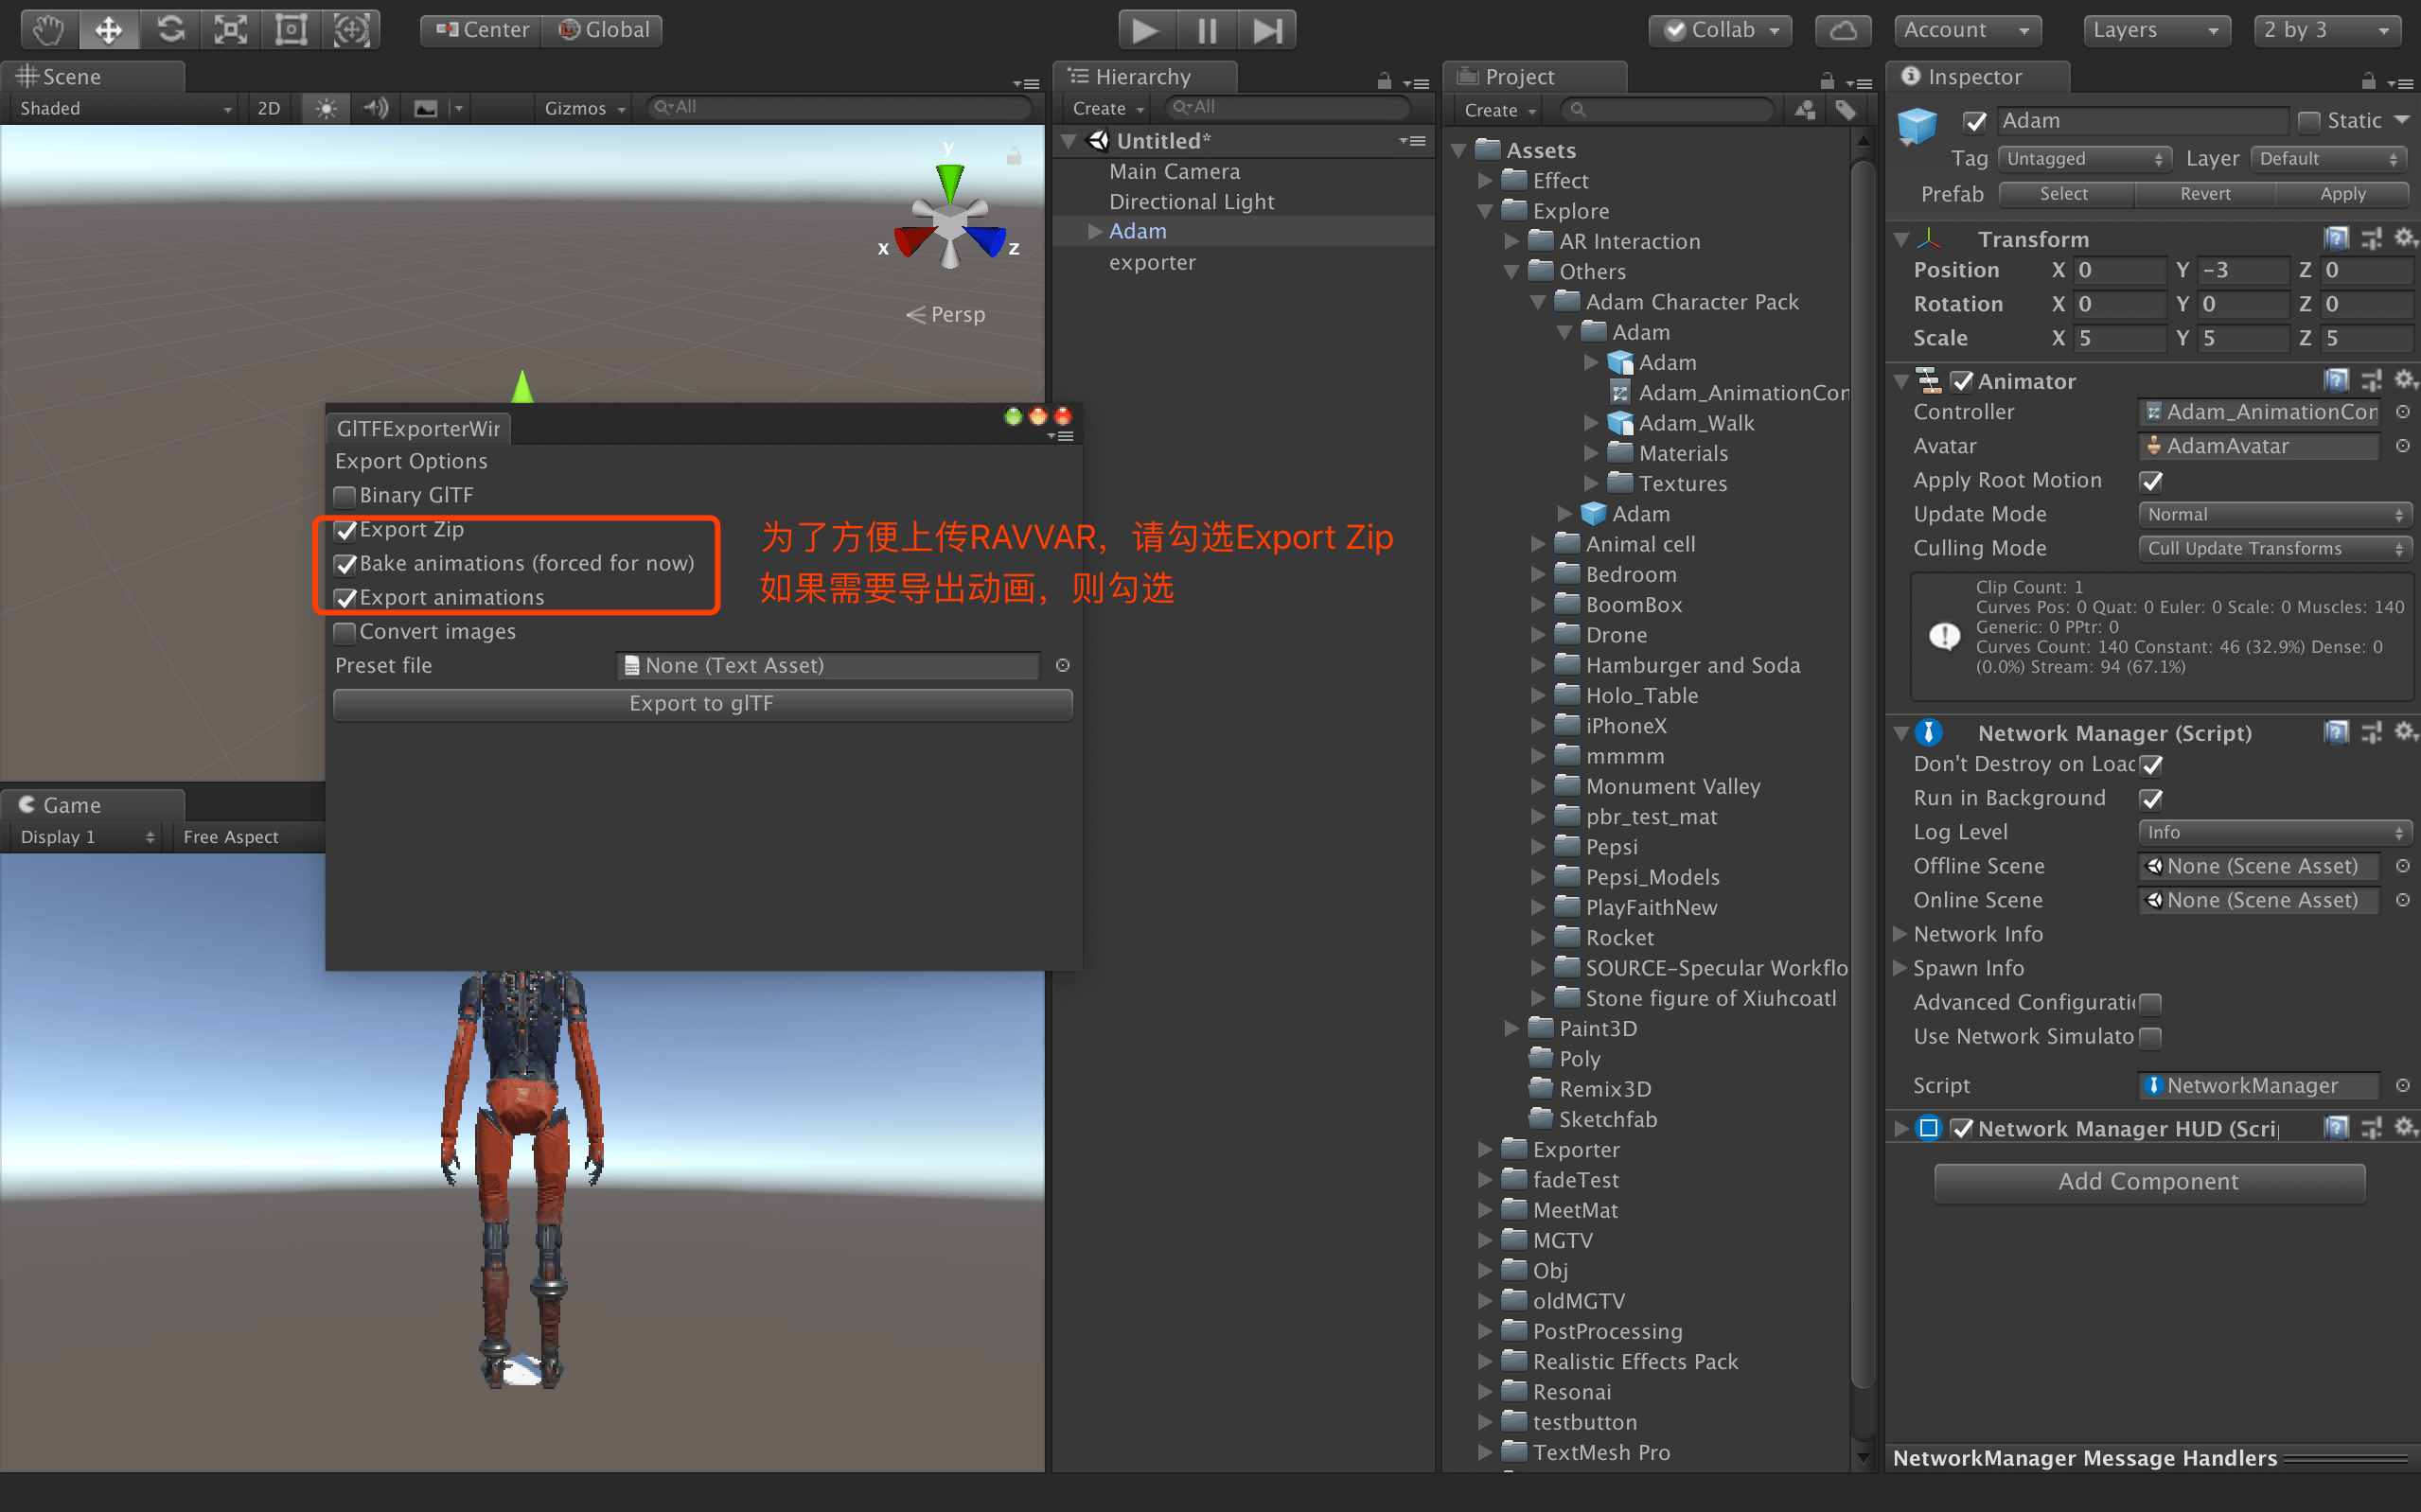 Center Global
Collab
Account
Layers
2 by 3
Scene
Shaded
2D
Gizmos
All
y
x
z
Persp
GlTFExporterWir
Export Options
Binary GlTF
Export Zip
Bake animations (forced for now)
Export animations
Convert images
Preset file
None (Text Asset)
Export to glTF
为了方便上传RAVVAR，请勾选Export Zip
如果需要导出动画，则勾选
Game
Display 1
Free Aspect
Hierarchy
Create
All
Untitled*
Main Camera
Directional Light
Adam
exporter
Project
Create
Assets
Effect
Explore
AR Interaction
Others
Adam Character Pack
Adam
Adam
Adam_AnimationCon
Adam_Walk
Materials
Textures
Adam
Animal cell
Bedroom
BoomBox
Drone
Hamburger and Soda
Holo_Table
iPhoneX
mmmm
Monument Valley
pbr_test_mat
Pepsi
Pepsi_Models
PlayFaithNew
Rocket
SOURCE-Specular Workflo
Stone figure of Xiuhcoatl
Paint3D
Poly
Remix3D
Sketchfab
Exporter
fadeTest
MeetMat
MGTV
Obj
oldMGTV
PostProcessing
Realistic Effects Pack
Resonai
testbutton
TextMesh Pro
Inspector
Adam
Static
Tag Untagged Layer Default
Prefab Select Revert Apply
Transform
Position X 0 Y -3 Z 0
Rotation X 0 Y 0 Z 0
Scale X 5 Y 5 Z 5
Animator
Controller Adam_AnimationCon
Avatar AdamAvatar
Apply Root Motion
Update Mode Normal
Culling Mode Cull Update Transforms
Clip Count: 1
Curves Pos: 0 Quat: 0 Euler: 0 Scale: 0 Muscles: 140
Generic: 0 PPtr: 0
Curves Count: 140 Constant: 46 (32.9%) Dense: 0
(0.0%) Stream: 94 (67.1%)
Network Manager (Script)
Don't Destroy on Loac
Run in Background
Log Level Info
Offline Scene None (Scene Asset)
Online Scene None (Scene Asset)
Network Info
Spawn Info
Advanced Configuratic
Use Network Simulato
Script NetworkManager
Network Manager HUD (Scri
Add Component
NetworkManager Message Handlers